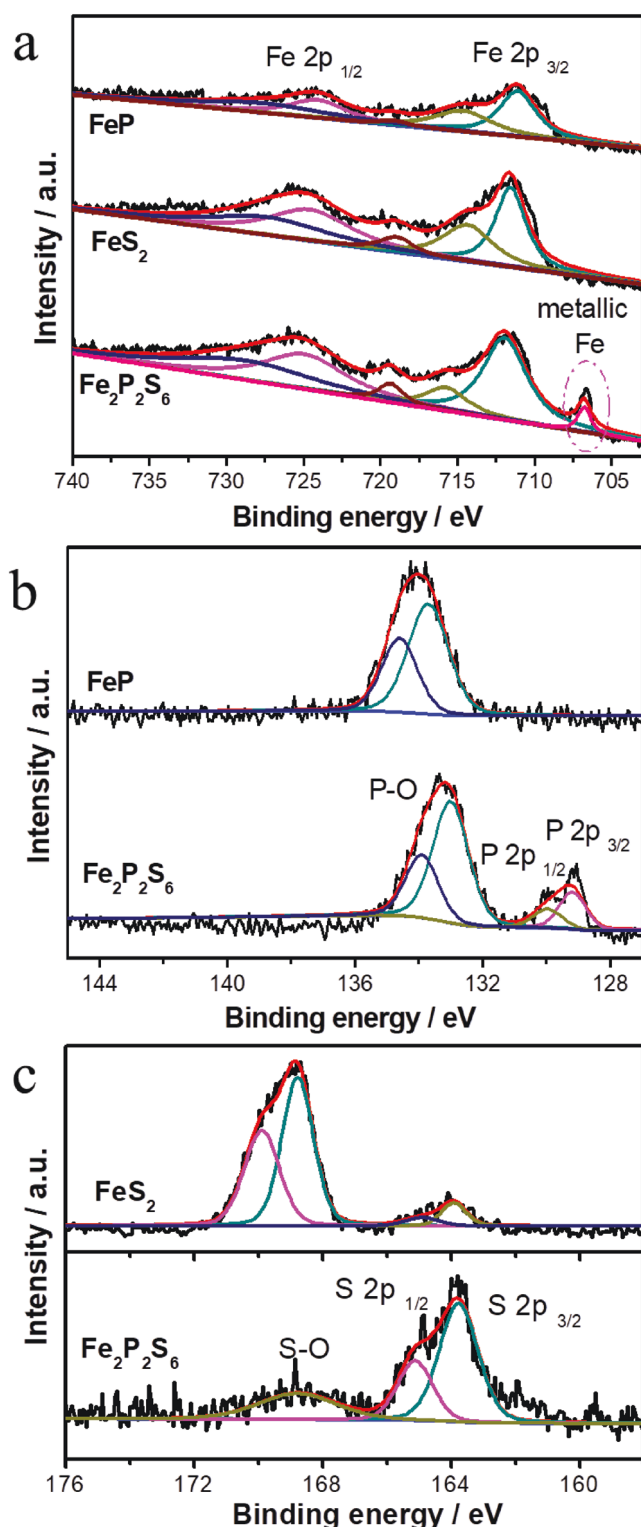 a
Fe 2p 1/2
Fe 2p 3/2
FeP
FeS2
metallic
Fe
Fe2P2S6
Intensity / a.u.
740 735 730 725 720 715 710 705
Binding energy / eV
b
FeP
P-O
P 2p 1/2
P 2p 3/2
Fe2P2S6
Intensity / a.u.
144 140 136 132 128
Binding energy / eV
c
FeS2
S 2p 1/2
S 2p 3/2
Fe2P2S6
S-O
Intensity / a.u.
176 172 168 164 160
Binding energy / eV